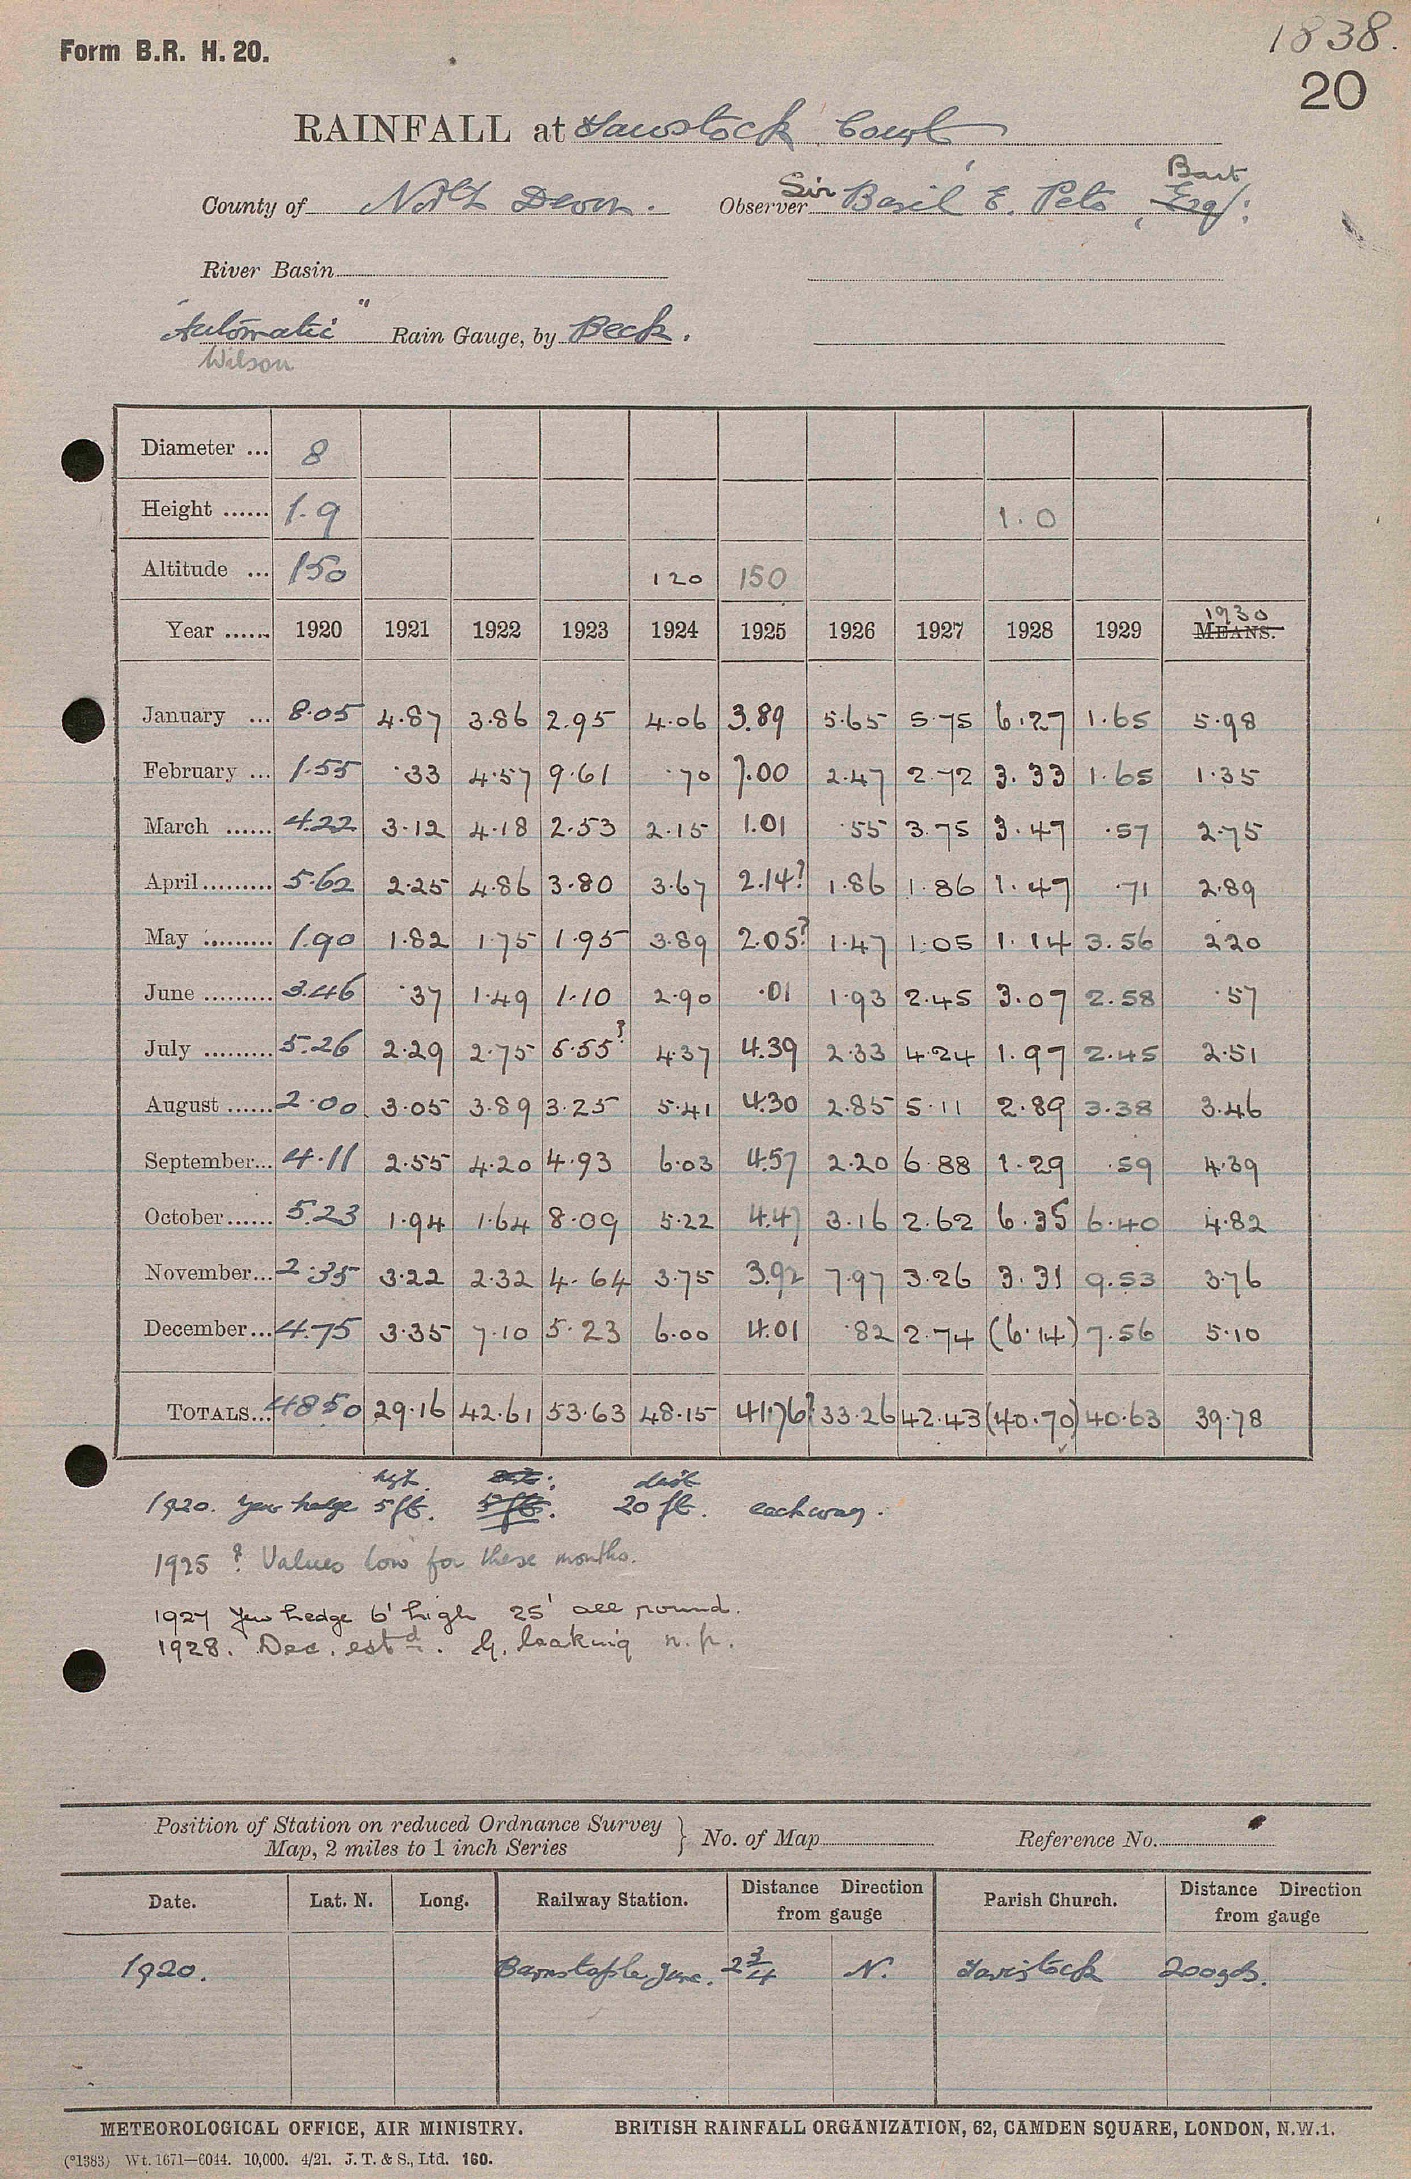 Form B.R. H. 20.
1838.
20
RAINFALL at Tawstock Court
County of North Devon. Observer Sir Basil E. Peto, Esq: Bart
River Basin
"Automatic" Rain Gauge, by Beck.
Wilson
Diameter ... 8
Height ...... 1.9 1.0
Altitude ... 150 120 150
Year ...... 1920 1921 1922 1923 1924 1925 1926 1927 1928 1929 MEANS. 1930
January ... 8.05 4.87 3.86 2.95 4.06 3.89 5.65 5.75 6.27 1.65 5.98
February ... 1.55 .33 4.57 9.61 .70 7.00 2.47 2.72 3.33 1.65 1.35
March ...... 4.22 3.12 4.18 2.53 2.15 1.01 .55 3.75 3.47 .57 2.75
April ......... 5.62 2.25 4.86 3.80 3.67 2.14? 1.86 1.86 1.47 .71 2.89
May ......... 1.90 1.82 1.75 1.95 3.89 2.05? 1.47 1.05 1.14 3.56 2.20
June ......... 3.46 .37 1.49 1.10 2.90 .01 1.93 2.45 3.07 2.58 .57
July ......... 5.26 2.29 2.75 5.55? 4.37 4.39 2.33 4.24 1.97 2.45 2.51
August ...... 2.00 3.05 3.89 3.25 5.41 4.30 2.85 5.11 2.89 3.38 3.46
September... 4.11 2.55 4.20 4.93 6.03 4.57 2.20 6.88 1.29 .59 4.39
October...... 5.23 1.94 1.64 8.09 5.22 4.47 3.16 2.62 6.35 6.40 4.82
November... 2.35 3.22 2.32 4.64 3.75 3.92 7.97 3.26 3.31 9.53 3.76
December... 4.75 3.35 7.10 5.23 6.00 4.01 .82 2.74 (6.14) 7.56 5.10
TOTALS... 48.50 29.16 42.61 53.63 48.15 41.76? 33.26 42.43 (40.70) 40.63 39.78
hgt. dist
1920. Yew hedge 5 ft. 20 ft. each way.
1925 ? Values low for these months.
1927 Yew hedge 6' high 25' all round.
1928. Dec. estd. G. leaking n.p.
Position of Station on reduced Ordnance Survey
Map, 2 miles to 1 inch Series } No. of Map Reference No.
Date. Lat. N. Long. Railway Station. Distance Direction from gauge Parish Church. Distance Direction from gauge
1920. Barnstaple Junc. 2 3/4 N. Tavistock 200 yds.
METEOROLOGICAL OFFICE, AIR MINISTRY. BRITISH RAINFALL ORGANIZATION, 62, CAMDEN SQUARE, LONDON, N.W.1.
(*1383) Wt. 1671—6044. 10,000. 4/21. J. T. & S., Ltd. 160.